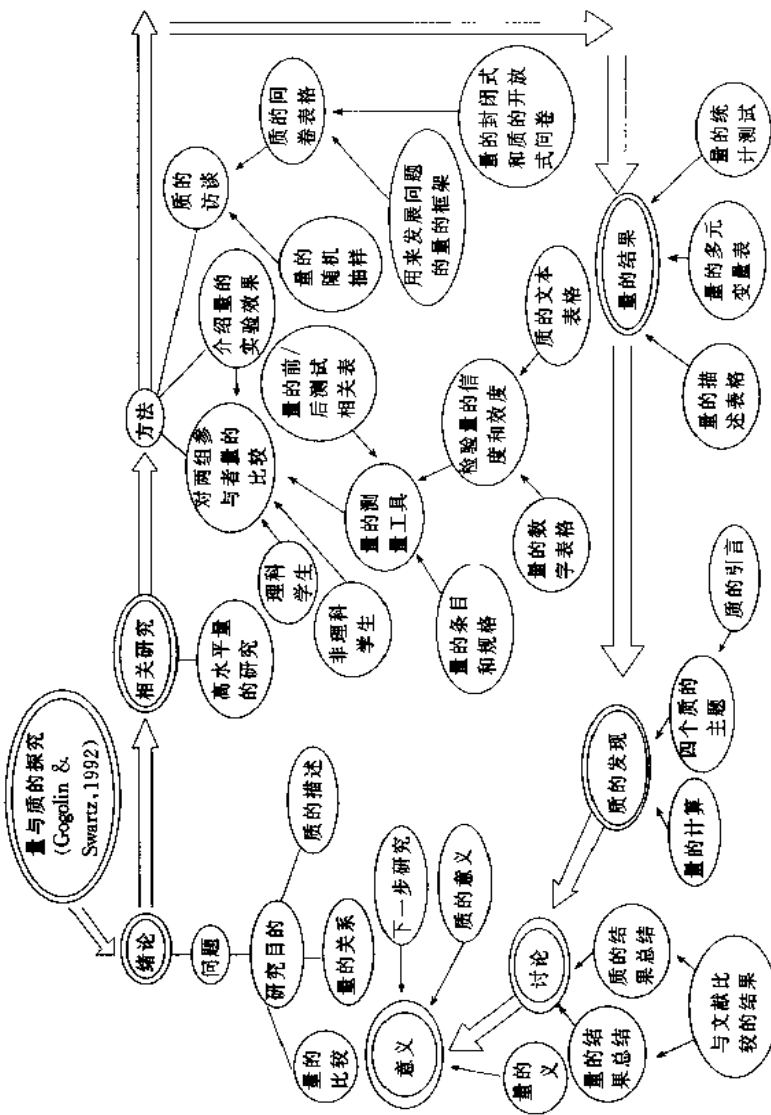 量与质的探究
(Gogolin &
Swartz,1992)
绪论
问题
研究目的
量的比较
量的关系
质的描述
相关研究
高水平量
的研究
方法
对两组参
与者量的
比较
理科
学生
非理科
学生
介绍量的
实验效果
质的
访谈
量的
随机
抽样
质的问
卷表格
用来发展问题
的量的框架
量的封闭式
和质的开放
式问卷
量的测
量工具
量的前
后测试
相关表
量的条目
和规格
检验量的信
度和效度
量的数
字表格
质的文本
表格
量的结果
量的描
述表格
量的多元
变量表
量的统
计测试
质的发现
量的计算
四个质的
主题
质的引言
讨论
量的结
果总结
质的结
果总结
与文献比
较的结果
意义
量的
义
下一步研究
质的意义